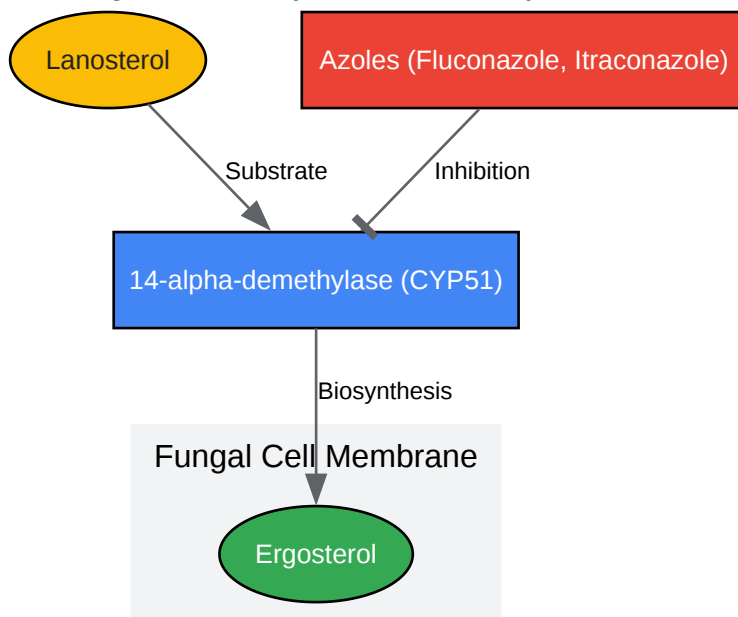 Lanosterol
Azoles (Fluconazole, Itraconazole)
Substrate
Inhibition
14-alpha-demethylase (CYP51)
Biosynthesis
Fungal Cell Membrane
Ergosterol